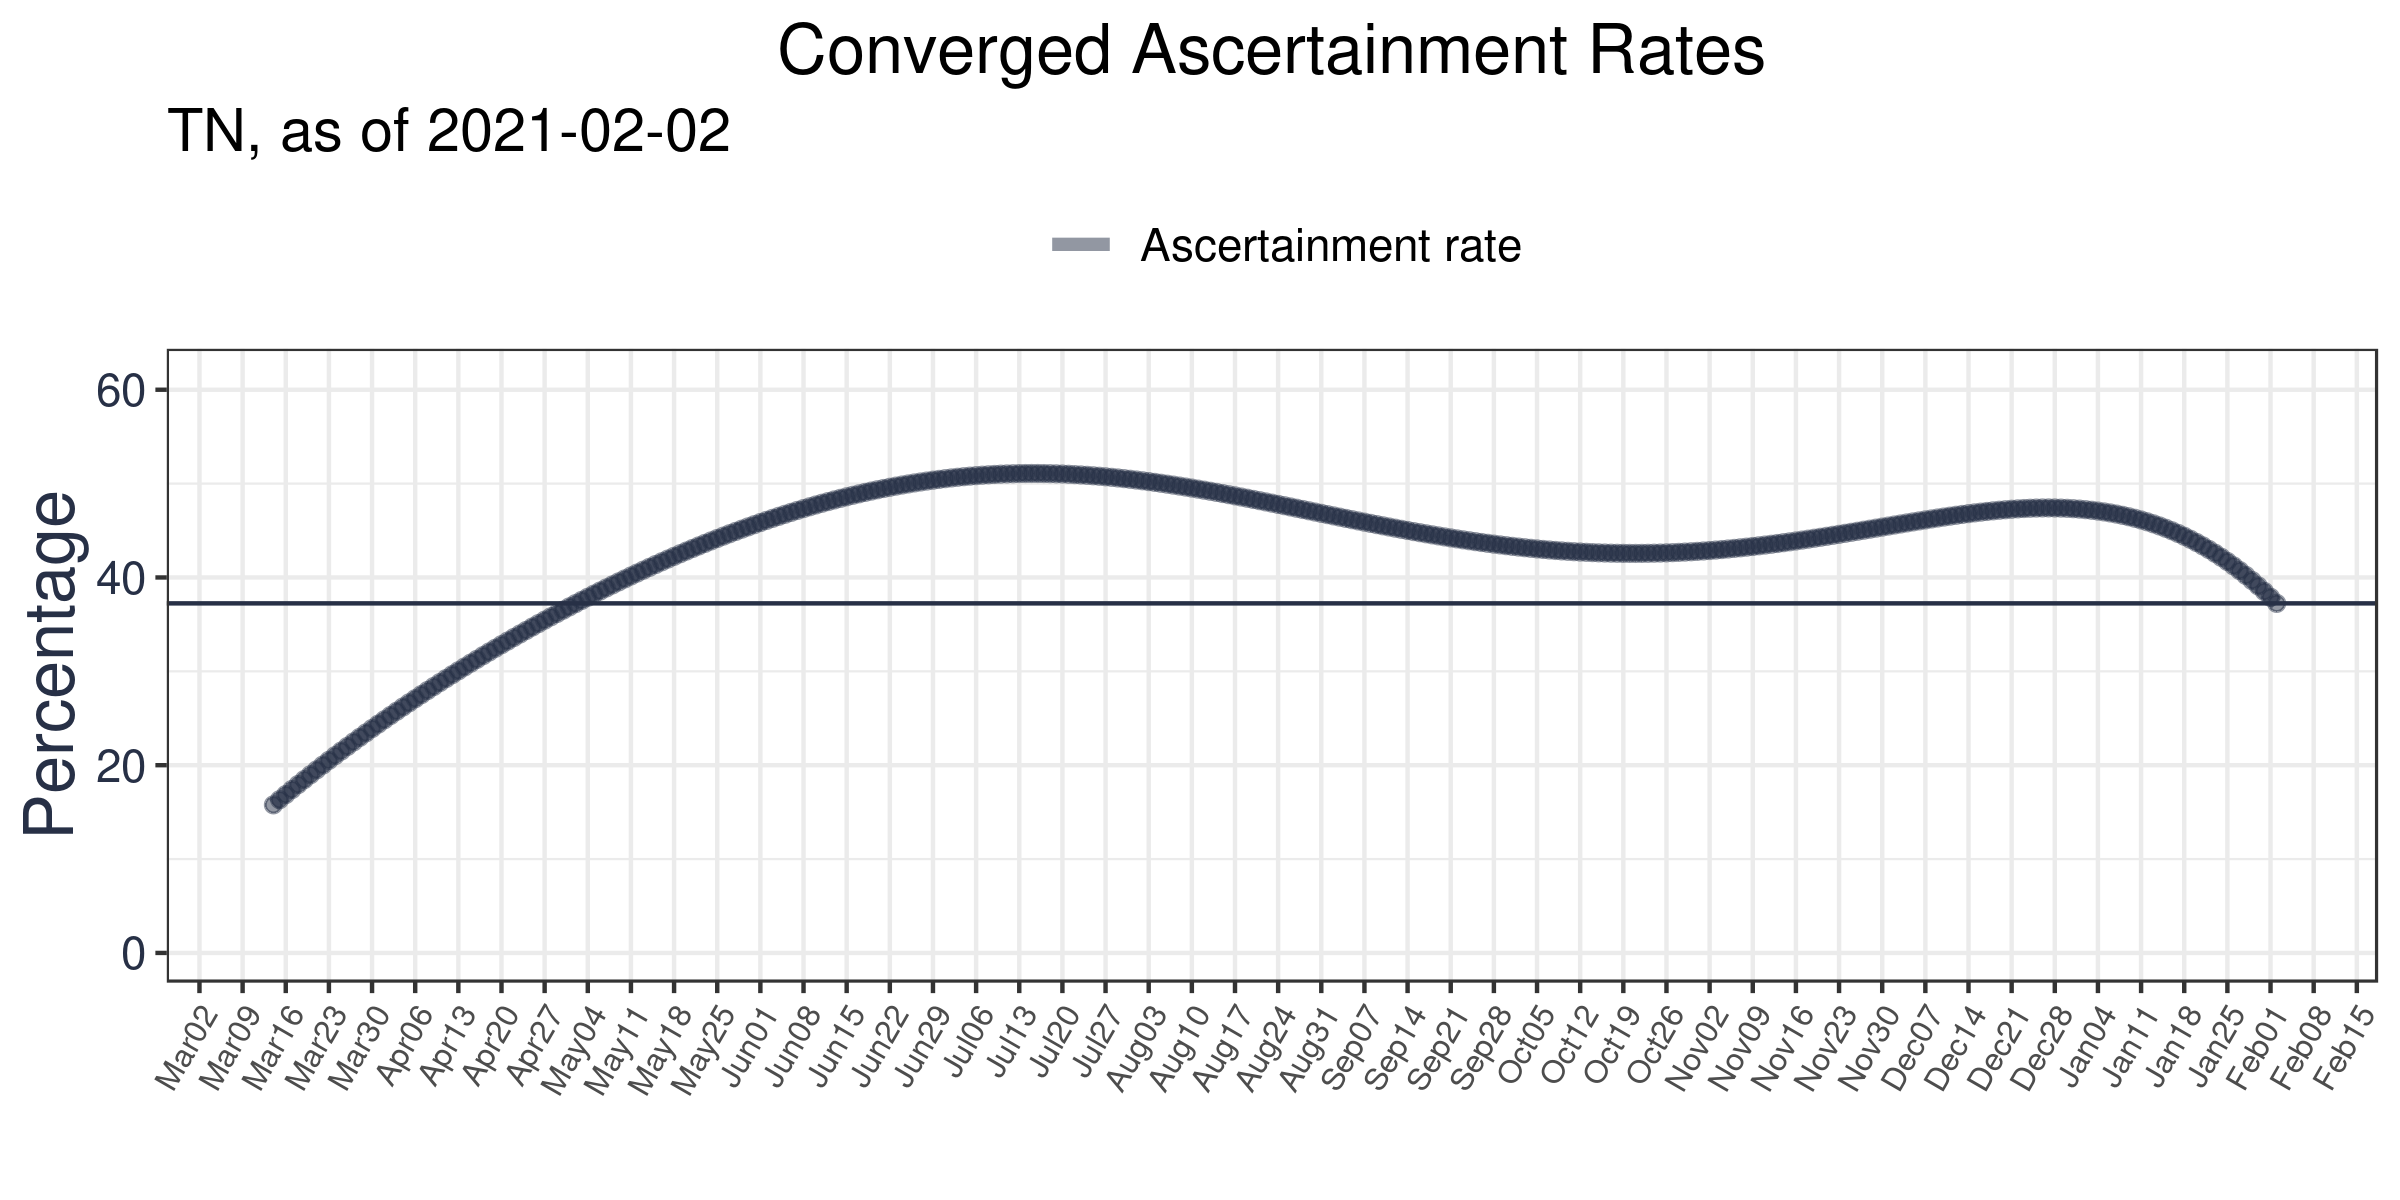 Converged Ascertainment Rates
TN, as of 2021-02-02
Ascertainment rate
Percentage
60
40
20
0
Mar02 Mar09 Mar16 Mar23 Mar30 Apr06 Apr13 Apr20 Apr27 May04 May11 May18 May25 Jun01 Jun08 Jun15 Jun22 Jun29 Jul06 Jul13 Jul20 Jul27 Aug03 Aug10 Aug17 Aug24 Aug31 Sep07 Sep14 Sep21 Sep28 Oct05 Oct12 Oct19 Oct26 Nov02 Nov09 Nov16 Nov23 Nov30 Dec07 Dec14 Dec21 Dec28 Jan04 Jan11 Jan18 Jan25 Feb01 Feb08 Feb15